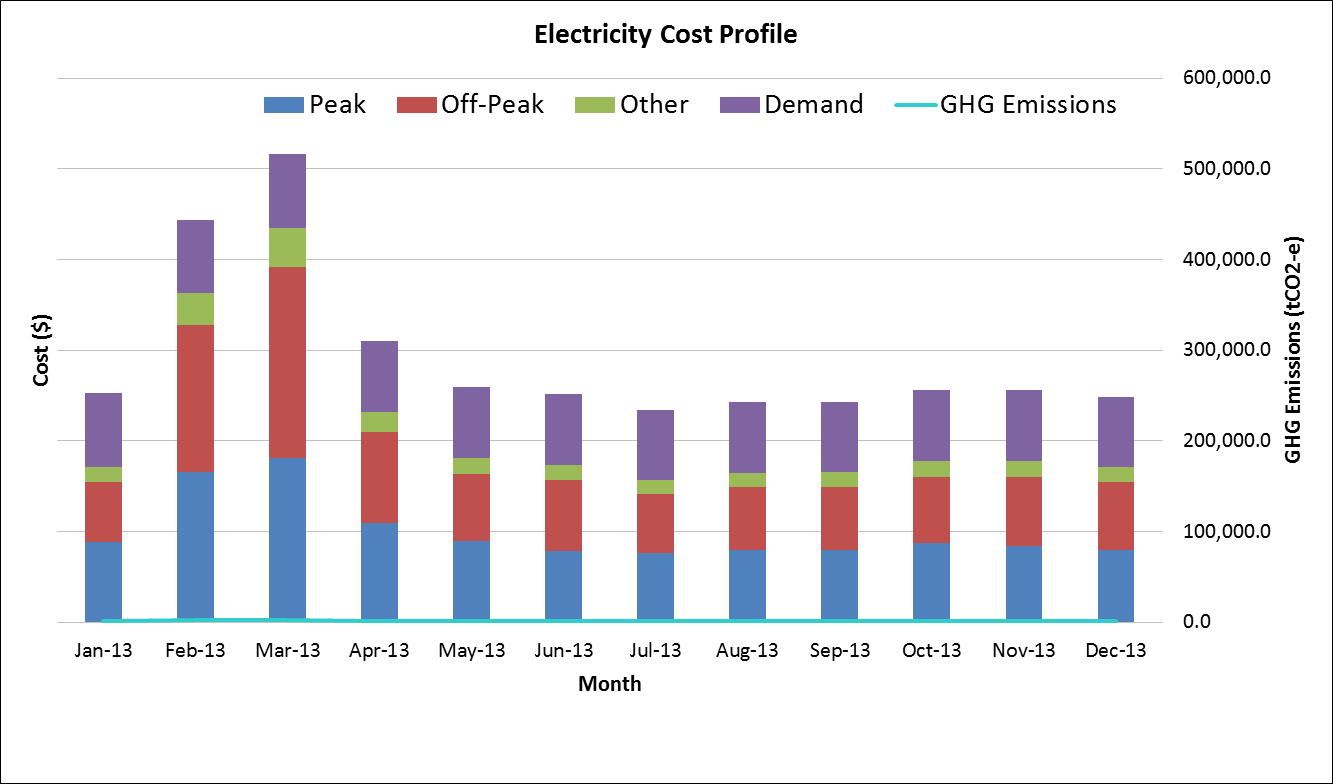 Electricity Cost Profile
Peak Off-Peak Other Demand GHG Emissions
600,000.0
500,000.0
400,000.0
300,000.0
200,000.0
100,000.0
0.0
Cost ($)
GHG Emissions (tCO2-e)
Jan-13 Feb-13 Mar-13 Apr-13 May-13 Jun-13 Jul-13 Aug-13 Sep-13 Oct-13 Nov-13 Dec-13
Month